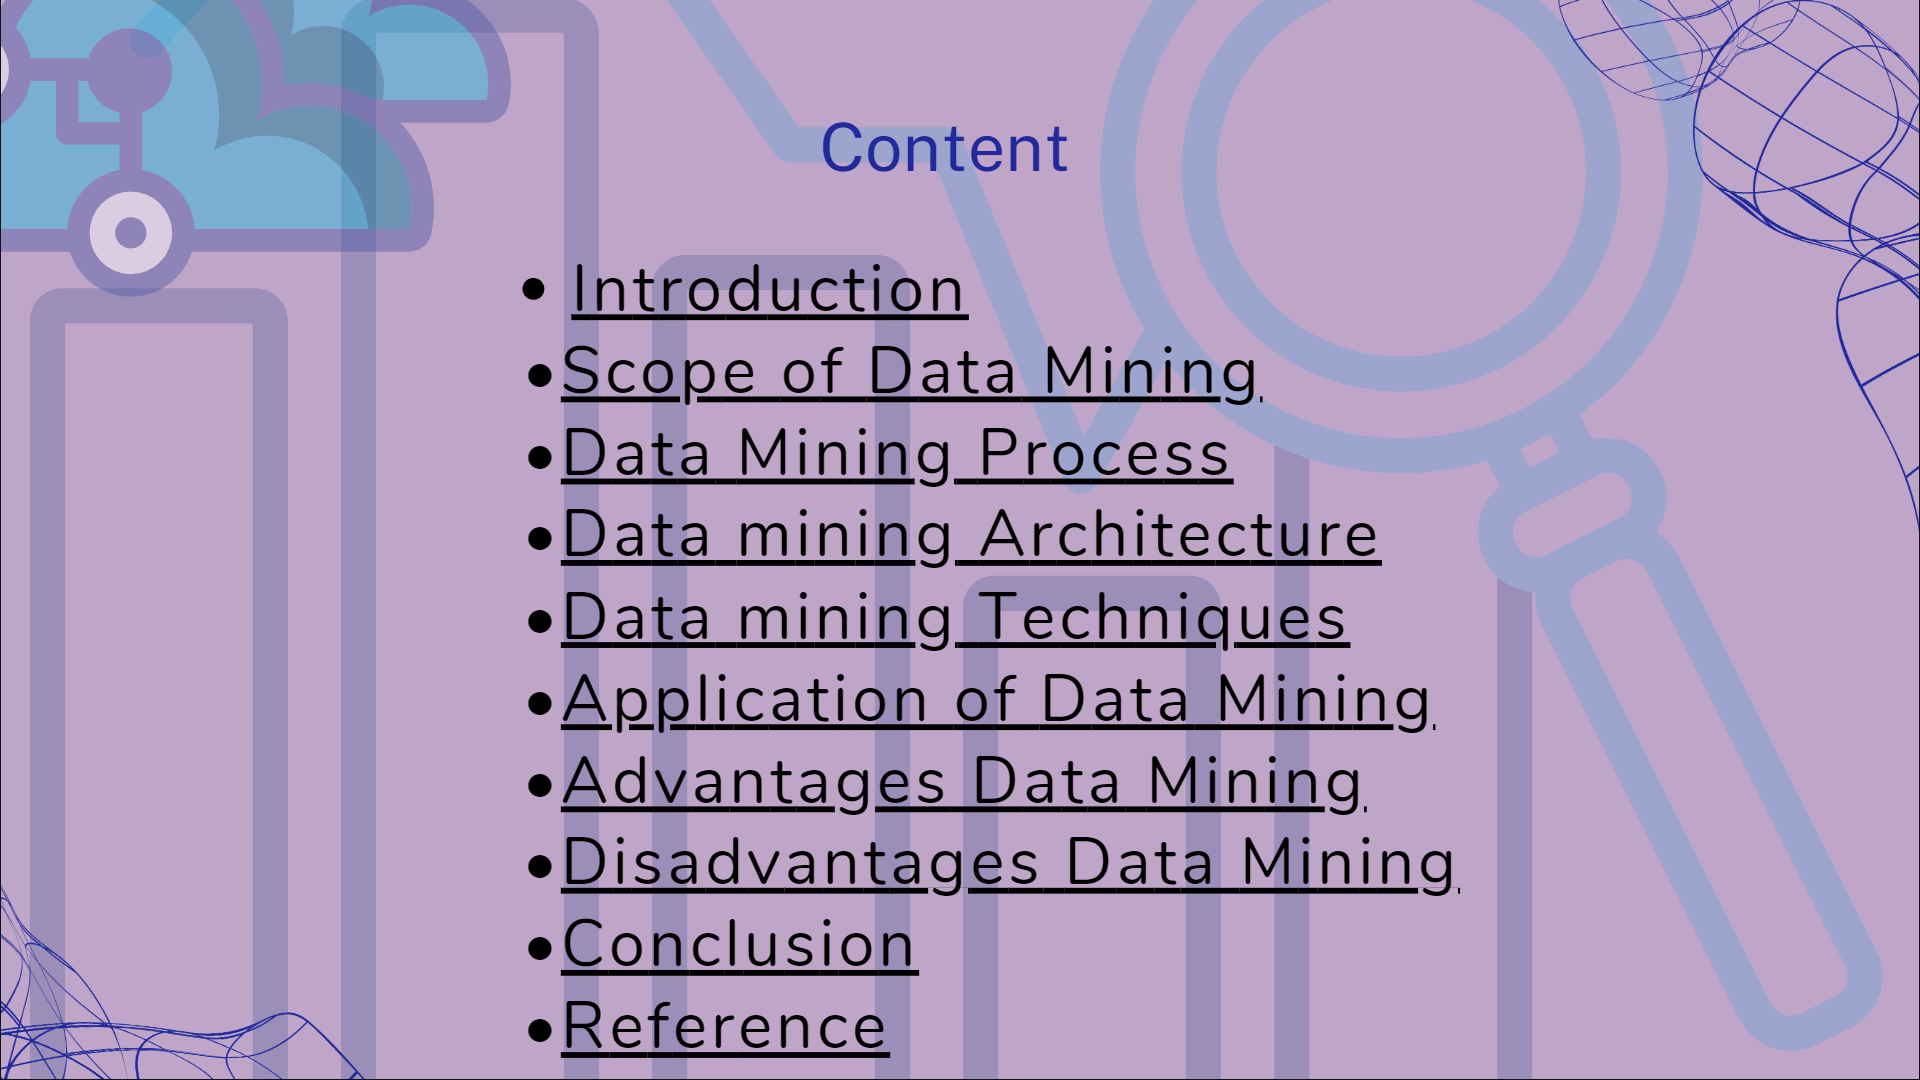 Content
• Introduction
•Scope of Data Mining
•Data Mining Process
•Data mining Architecture
•Data mining Techniques
•Application of Data Mining
•Advantages Data Mining
•Disadvantages Data Mining
•Conclusion
•Reference